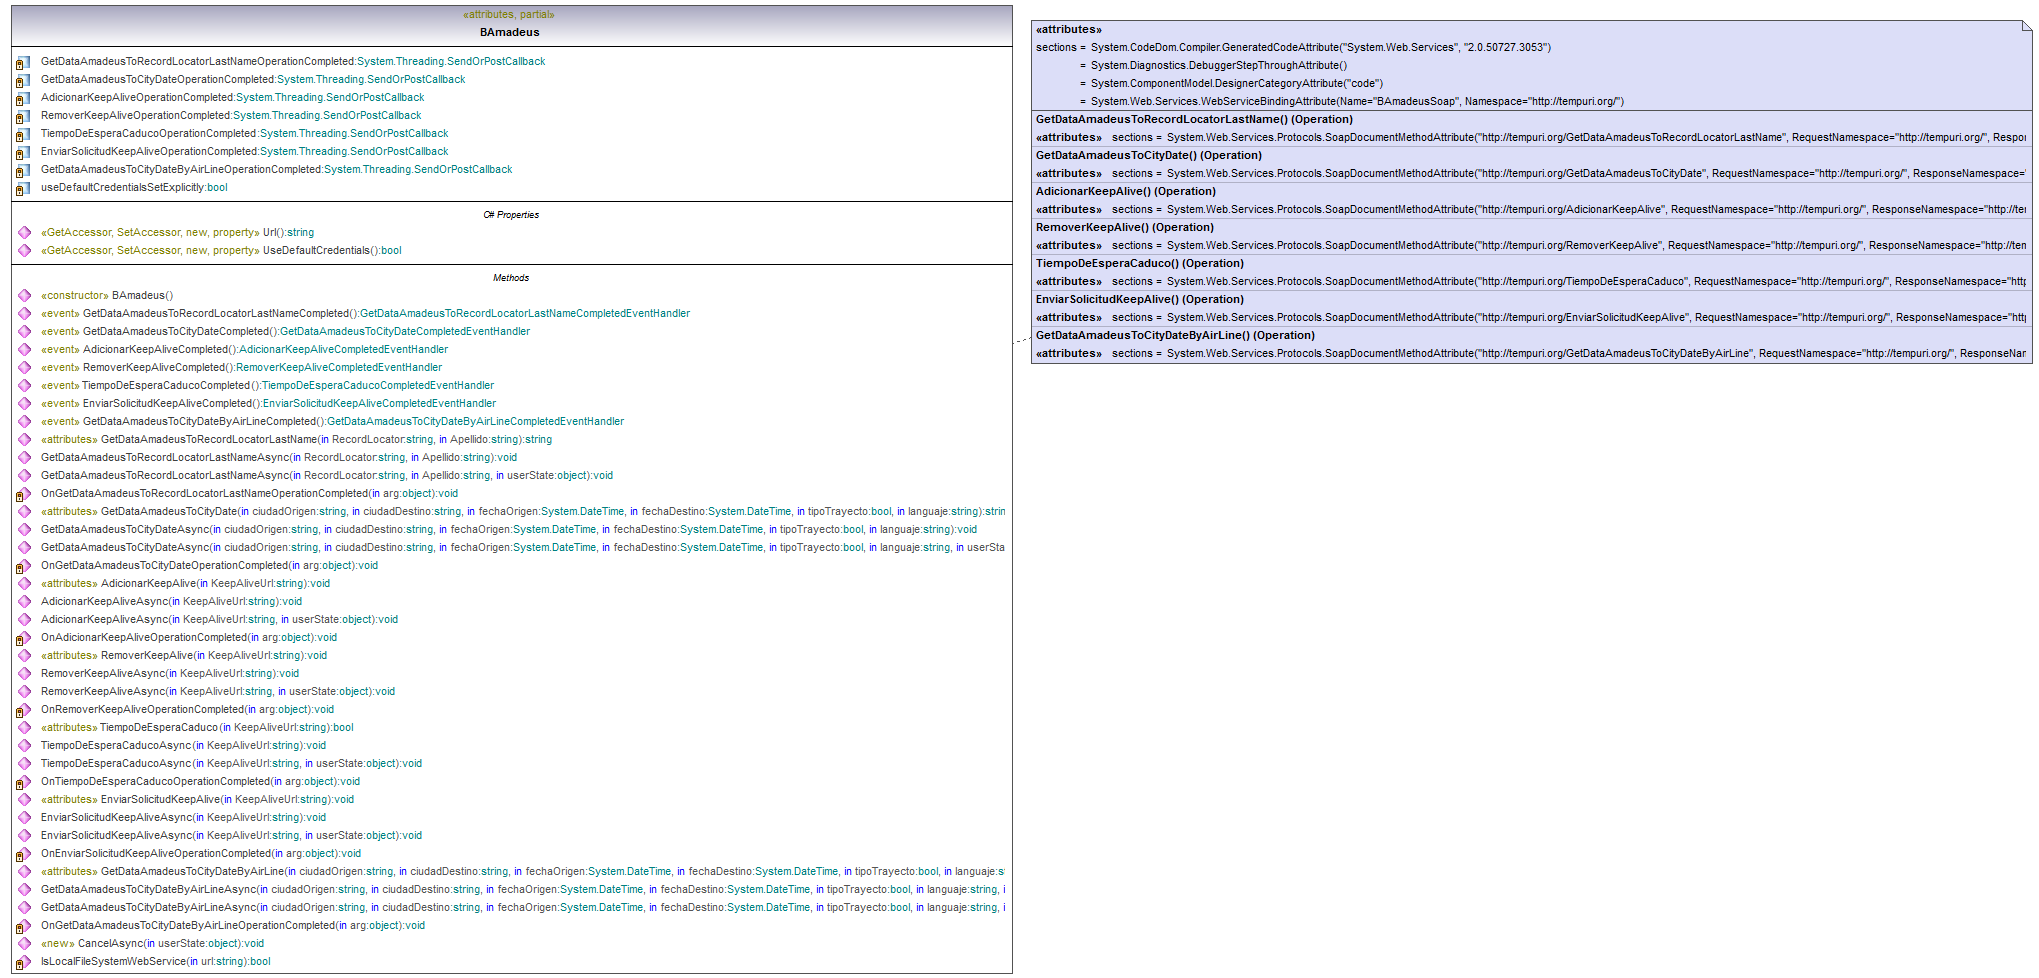 «attributes, partial»
BAmadeus
GetDataAmadeusToRecordLocatorLastNameOperationCompleted:System.Threading.SendOrPostCallback
GetDataAmadeusToCityDateOperationCompleted:System.Threading.SendOrPostCallback
AdicionarKeepAliveOperationCompleted:System.Threading.SendOrPostCallback
RemoverKeepAliveOperationCompleted:System.Threading.SendOrPostCallback
TiempoDeEsperaCaducoOperationCompleted:System.Threading.SendOrPostCallback
EnviarSolicitudKeepAliveOperationCompleted:System.Threading.SendOrPostCallback
GetDataAmadeusToCityDateByAirLineOperationCompleted:System.Threading.SendOrPostCallback
useDefaultCredentialsSetExplicitly:bool
C# Properties
«GetAccessor, SetAccessor, new, property» Url():string
«GetAccessor, SetAccessor, new, property» UseDefaultCredentials():bool
Methods
«constructor» BAmadeus()
«event» GetDataAmadeusToRecordLocatorLastNameCompleted():GetDataAmadeusToRecordLocatorLastNameCompletedEventHandler
«event» GetDataAmadeusToCityDateCompleted():GetDataAmadeusToCityDateCompletedEventHandler
«event» AdicionarKeepAliveCompleted():AdicionarKeepAliveCompletedEventHandler
«event» RemoverKeepAliveCompleted():RemoverKeepAliveCompletedEventHandler
«event» TiempoDeEsperaCaducoCompleted():TiempoDeEsperaCaducoCompletedEventHandler
«event» EnviarSolicitudKeepAliveCompleted():EnviarSolicitudKeepAliveCompletedEventHandler
«event» GetDataAmadeusToCityDateByAirLineCompleted():GetDataAmadeusToCityDateByAirLineCompletedEventHandler
«attributes» GetDataAmadeusToRecordLocatorLastName(in RecordLocator:string, in Apellido:string):string
GetDataAmadeusToRecordLocatorLastNameAsync(in RecordLocator:string, in Apellido:string):void
GetDataAmadeusToRecordLocatorLastNameAsync(in RecordLocator:string, in Apellido:string, in userState:object):void
OnGetDataAmadeusToRecordLocatorLastNameOperationCompleted(in arg:object):void
«attributes» GetDataAmadeusToCityDate(in ciudadOrigen:string, in ciudadDestino:string, in fechaOrigen:System.DateTime, in fechaDestino:System.DateTime, in tipoTrayecto:bool, in languaje:string):strin
GetDataAmadeusToCityDateAsync(in ciudadOrigen:string, in ciudadDestino:string, in fechaOrigen:System.DateTime, in fechaDestino:System.DateTime, in tipoTrayecto:bool, in languaje:string):void
GetDataAmadeusToCityDateAsync(in ciudadOrigen:string, in ciudadDestino:string, in fechaOrigen:System.DateTime, in fechaDestino:System.DateTime, in tipoTrayecto:bool, in languaje:string, in userSta
OnGetDataAmadeusToCityDateOperationCompleted(in arg:object):void
«attributes» AdicionarKeepAlive(in KeepAliveUrl:string):void
AdicionarKeepAliveAsync(in KeepAliveUrl:string):void
AdicionarKeepAliveAsync(in KeepAliveUrl:string, in userState:object):void
OnAdicionarKeepAliveOperationCompleted(in arg:object):void
«attributes» RemoverKeepAlive(in KeepAliveUrl:string):void
RemoverKeepAliveAsync(in KeepAliveUrl:string):void
RemoverKeepAliveAsync(in KeepAliveUrl:string, in userState:object):void
OnRemoverKeepAliveOperationCompleted(in arg:object):void
«attributes» TiempoDeEsperaCaduco(in KeepAliveUrl:string):bool
TiempoDeEsperaCaducoAsync(in KeepAliveUrl:string):void
TiempoDeEsperaCaducoAsync(in KeepAliveUrl:string, in userState:object):void
OnTiempoDeEsperaCaducoOperationCompleted(in arg:object):void
«attributes» EnviarSolicitudKeepAlive(in KeepAliveUrl:string):void
EnviarSolicitudKeepAliveAsync(in KeepAliveUrl:string):void
EnviarSolicitudKeepAliveAsync(in KeepAliveUrl:string, in userState:object):void
OnEnviarSolicitudKeepAliveOperationCompleted(in arg:object):void
«attributes» GetDataAmadeusToCityDateByAirLine(in ciudadOrigen:string, in ciudadDestino:string, in fechaOrigen:System.DateTime, in fechaDestino:System.DateTime, in tipoTrayecto:bool, in languaje:s
GetDataAmadeusToCityDateByAirLineAsync(in ciudadOrigen:string, in ciudadDestino:string, in fechaOrigen:System.DateTime, in fechaDestino:System.DateTime, in tipoTrayecto:bool, in languaje:string, i
GetDataAmadeusToCityDateByAirLineAsync(in ciudadOrigen:string, in ciudadDestino:string, in fechaOrigen:System.DateTime, in fechaDestino:System.DateTime, in tipoTrayecto:bool, in languaje:string, i
OnGetDataAmadeusToCityDateByAirLineOperationCompleted(in arg:object):void
«new» CancelAsync(in userState:object):void
IsLocalFileSystemWebService(in url:string):bool
«attributes»
sections = System.CodeDom.Compiler.GeneratedCodeAttribute("System.Web.Services", "2.0.50727.3053")
= System.Diagnostics.DebuggerStepThroughAttribute()
= System.ComponentModel.DesignerCategoryAttribute("code")
= System.Web.Services.WebServiceBindingAttribute(Name="BAmadeusSoap", Namespace="http://tempuri.org/")
GetDataAmadeusToRecordLocatorLastName() (Operation)
«attributes» sections = System.Web.Services.Protocols.SoapDocumentMethodAttribute("http://tempuri.org/GetDataAmadeusToRecordLocatorLastName", RequestNamespace="http://tempuri.org/", Respo
GetDataAmadeusToCityDate() (Operation)
«attributes» sections = System.Web.Services.Protocols.SoapDocumentMethodAttribute("http://tempuri.org/GetDataAmadeusToCityDate", RequestNamespace="http://tempuri.org/", ResponseNamespace="
AdicionarKeepAlive() (Operation)
«attributes» sections = System.Web.Services.Protocols.SoapDocumentMethodAttribute("http://tempuri.org/AdicionarKeepAlive", RequestNamespace="http://tempuri.org/", ResponseNamespace="http://te
RemoverKeepAlive() (Operation)
«attributes» sections = System.Web.Services.Protocols.SoapDocumentMethodAttribute("http://tempuri.org/RemoverKeepAlive", RequestNamespace="http://tempuri.org/", ResponseNamespace="http://tem
TiempoDeEsperaCaduco() (Operation)
«attributes» sections = System.Web.Services.Protocols.SoapDocumentMethodAttribute("http://tempuri.org/TiempoDeEsperaCaduco", RequestNamespace="http://tempuri.org/", ResponseNamespace="http
EnviarSolicitudKeepAlive() (Operation)
«attributes» sections = System.Web.Services.Protocols.SoapDocumentMethodAttribute("http://tempuri.org/EnviarSolicitudKeepAlive", RequestNamespace="http://tempuri.org/", ResponseNamespace="http
GetDataAmadeusToCityDateByAirLine() (Operation)
«attributes» sections = System.Web.Services.Protocols.SoapDocumentMethodAttribute("http://tempuri.org/GetDataAmadeusToCityDateByAirLine", RequestNamespace="http://tempuri.org/", ResponseNam